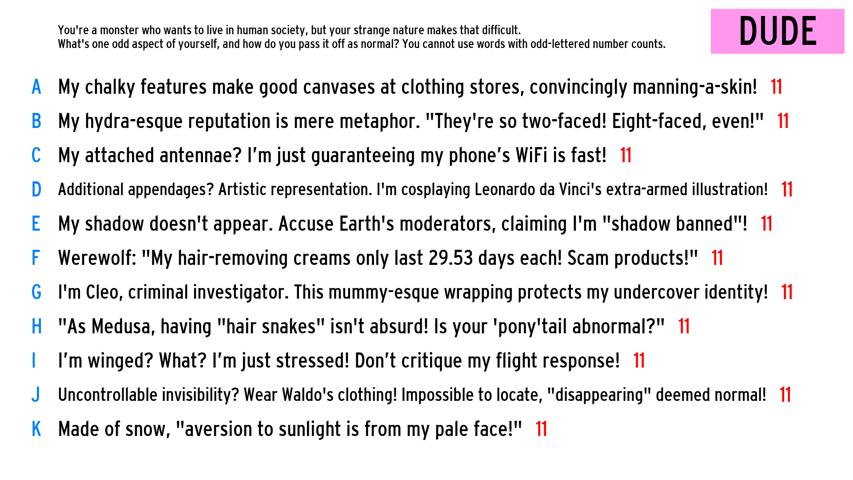 You're a monster who wants to live in human society, but your strange nature makes that difficult.
What's one odd aspect of yourself, and how do you pass it off as normal? You cannot use words with odd-lettered number counts.
DUDE
A My chalky features make good canvases at clothing stores, convincingly manning-a-skin! 11
B My hydra-esque reputation is mere metaphor. "They're so two-faced! Eight-faced, even!" 11
C My attached antennae? I'm just guaranteeing my phone's WiFi is fast! 11
D Additional appendages? Artistic representation. I'm cosplaying Leonardo da Vinci's extra-armed illustration! 11
E My shadow doesn't appear. Accuse Earth's moderators, claiming I'm "shadow banned"! 11
F Werewolf: "My hair-removing creams only last 29.53 days each! Scam products!" 11
G I'm Cleo, criminal investigator. This mummy-esque wrapping protects my undercover identity! 11
H "As Medusa, having "hair snakes" isn't absurd! Is your 'pony'tail abnormal?" 11
I I'm winged? What? I'm just stressed! Don't critique my flight response! 11
J Uncontrollable invisibility? Wear Waldo's clothing! Impossible to locate, "disappearing" deemed normal! 11
K Made of snow, "aversion to sunlight is from my pale face!" 11